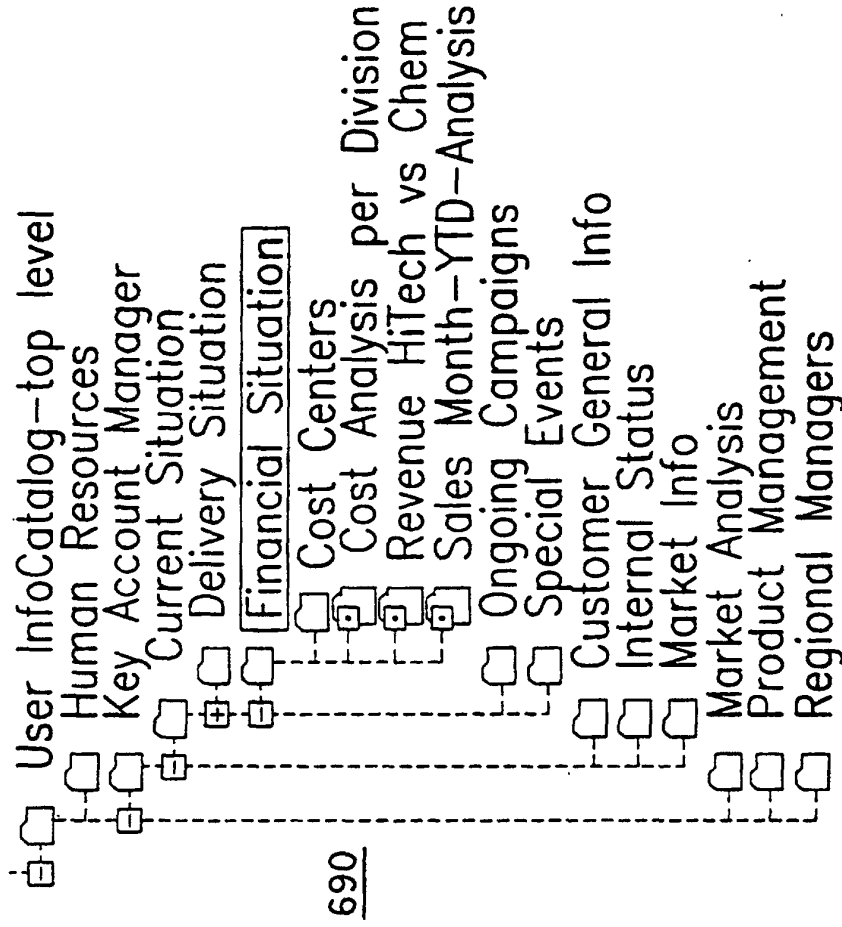 User InfoCatalog-top level
Human Resources
Key Account Manager
Current Situation
Delivery Situation
Financial Situation
Cost Centers
Cost Analysis per Division
Revenue HiTech vs Chem
Sales Month-YTD-Analysis
Ongoing Campaigns
Special Events
Customer General Info
Internal Status
Market Info
Market Analysis
Product Management
Regional Managers
690